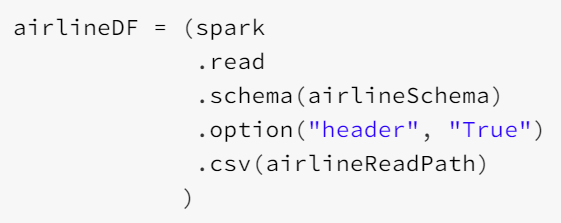 airlineDF = (spark
             .read
             .schema(airlineSchema)
             .option("header", "True")
             .csv(airlineReadPath)
            )